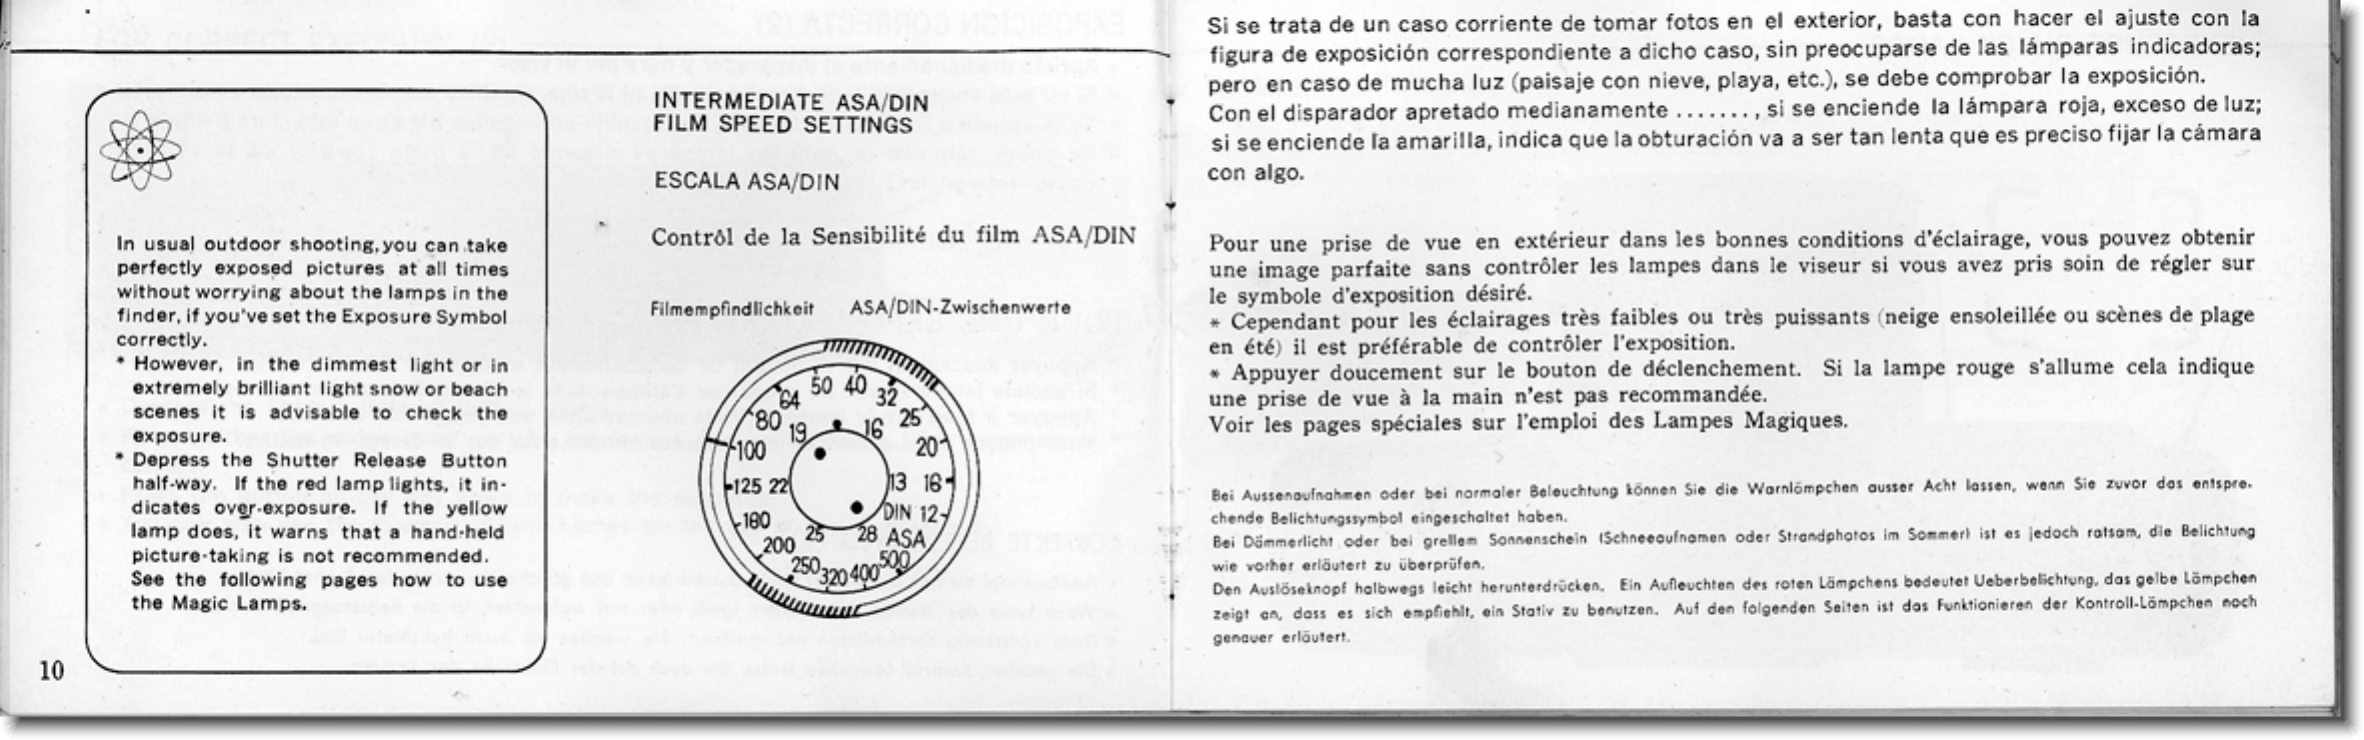 In usual outdoor shooting, you can take
perfectly exposed pictures at all times
without worrying about the lamps in the
finder, if you've set the Exposure Symbol
correctly.
* However, in the dimmest light or in
extremely brilliant light snow or beach
scenes it is advisable to check the
exposure.
* Depress the Shutter Release Button
half-way. If the red lamp lights, it in-
dicates over-exposure. If the yellow
lamp does, it warns that a hand-held
picture-taking is not recommended.
See the following pages how to use
the Magic Lamps.
10
INTERMEDIATE ASA/DIN
FILM SPEED SETTINGS
ESCALA ASA/DIN
Contrôl de la Sensibilité du film ASA/DIN
Filmempfindlichkeit ASA/DIN-Zwischenwerte
64 50 40 32
80 19 16 25
100 20
125 22 13 16
160 DIN 12
200 25 28 ASA
250 320 400 500
Si se trata de un caso corriente de tomar fotos en el exterior, basta con hacer el ajuste con la
figura de exposición correspondiente a dicho caso, sin preocuparse de las lámparas indicadoras;
pero en caso de mucha luz (paisaje con nieve, playa, etc.), se debe comprobar la exposición.
Con el disparador apretado medianamente ......., si se enciende la lámpara roja, exceso de luz;
si se enciende la amarilla, indica que la obturación va a ser tan lenta que es preciso fijar la cámara
con algo.
Pour une prise de vue en extérieur dans les bonnes conditions d'éclairage, vous pouvez obtenir
une image parfaite sans contrôler les lampes dans le viseur si vous avez pris soin de régler sur
le symbole d'exposition désiré.
* Cependant pour les éclairages très faibles ou très puissants (neige ensoleillée ou scènes de plage
en été) il est préférable de contrôler l'exposition.
* Appuyer doucement sur le bouton de déclenchement. Si la lampe rouge s'allume cela indique
une prise de vue à la main n'est pas recommandée.
Voir les pages spéciales sur l'emploi des Lampes Magiques.
Bei Aussenaufnahmen oder bei normaler Beleuchtung können Sie die Warnlämpchen ausser Acht lassen, wenn Sie zuvor das entspre-
chende Belichtungssymbol eingeschaltet haben.
Bei Dämmerlicht oder bei grellem Sonnenschein (Schneeaufnamen oder Strandphotos im Sommer) ist es jedoch ratsam, die Belichtung
wie vorher erläutert zu überprüfen.
Den Auslöseknopf halbwegs leicht herunterdrücken. Ein Aufleuchten des roten Lämpchens bedeutet Ueberbelichtung, das gelbe Lämpchen
zeigt an, dass es sich empfiehlt, ein Stativ zu benutzen. Auf den folgenden Seiten ist das Funktionieren der Kontroll-Lämpchen noch
genauer erläutert.